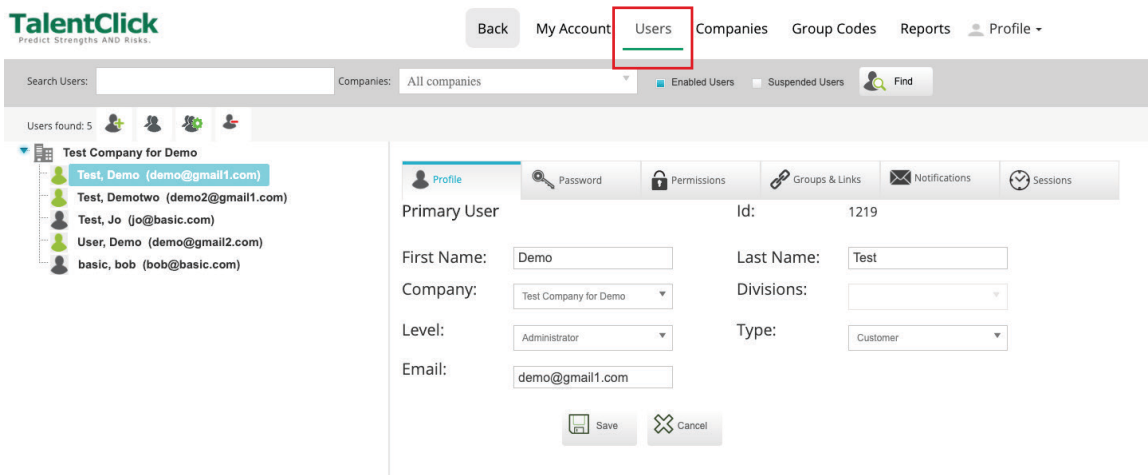 TalentClick
Predict Strengths AND Risks.
Back My Account Users Companies Group Codes Reports Profile
Search Users: Companies: All companies Enabled Users Suspended Users Find
Users found: 5
Test Company for Demo
Test, Demo (demo@gmail1.com)
Test, Demotwo (demo2@gmail1.com)
Test, Jo (jo@basic.com)
User, Demo (demo@gmail2.com)
basic, bob (bob@basic.com)
Profile Password Permissions Groups & Links Notifications Sessions
Primary User Id: 1219
First Name: Demo Last Name: Test
Company: Test Company for Demo Divisions:
Level: Administrator Type: Customer
Email: demo@gmail1.com
Save Cancel